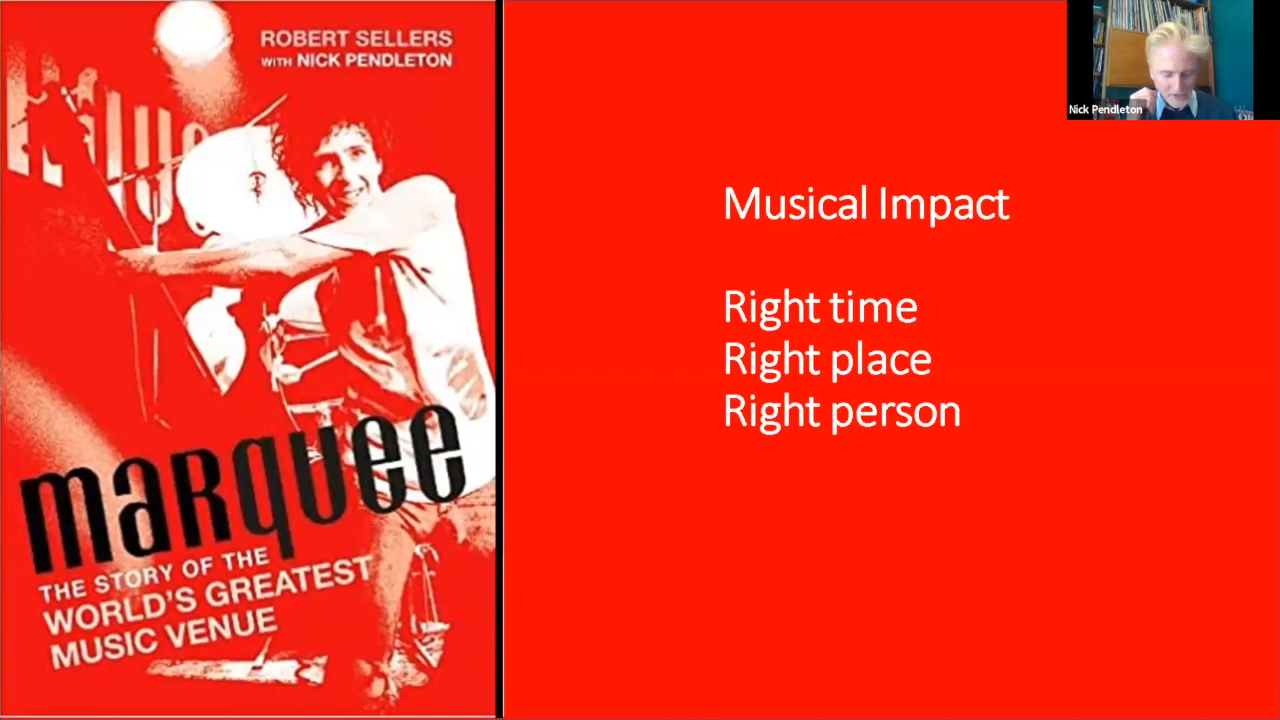 ROBERT SELLERS
WITH NICK PENDLETON
marquee
THE STORY OF THE
WORLD'S GREATEST
MUSIC VENUE
Musical Impact
Right time
Right place
Right person
Nick Pendleton